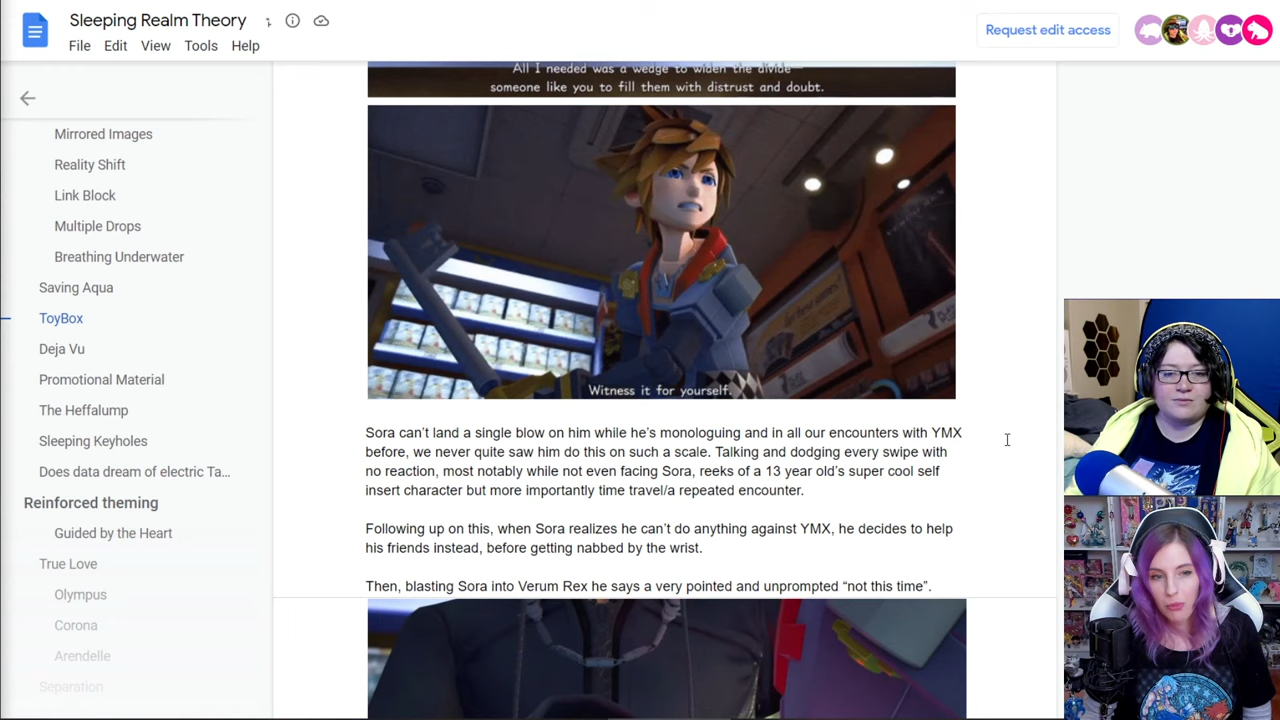 Sleeping Realm Theory
File Edit View Tools Help
Request edit access
Mirrored Images
Reality Shift
Link Block
Multiple Drops
Breathing Underwater
Saving Aqua
ToyBox
Deja Vu
Promotional Material
The Heffalump
Sleeping Keyholes
Does data dream of electric Ta...
Reinforced theming
Guided by the Heart
True Love
Olympus
Corona
Arendelle
Separation
All I needed was a wedge to widen the divide—
someone like you to fill them with distrust and doubt.
Witness it for yourself.
Sora can't land a single blow on him while he's monologuing and in all our encounters with YMX
before, we never quite saw him do this on such a scale. Talking and dodging every swipe with
no reaction, most notably while not even facing Sora, reeks of a 13 year old's super cool self
insert character but more importantly time travel/a repeated encounter.
Following up on this, when Sora realizes he can't do anything against YMX, he decides to help
his friends instead, before getting nabbed by the wrist.
Then, blasting Sora into Verum Rex he says a very pointed and unprompted “not this time”.